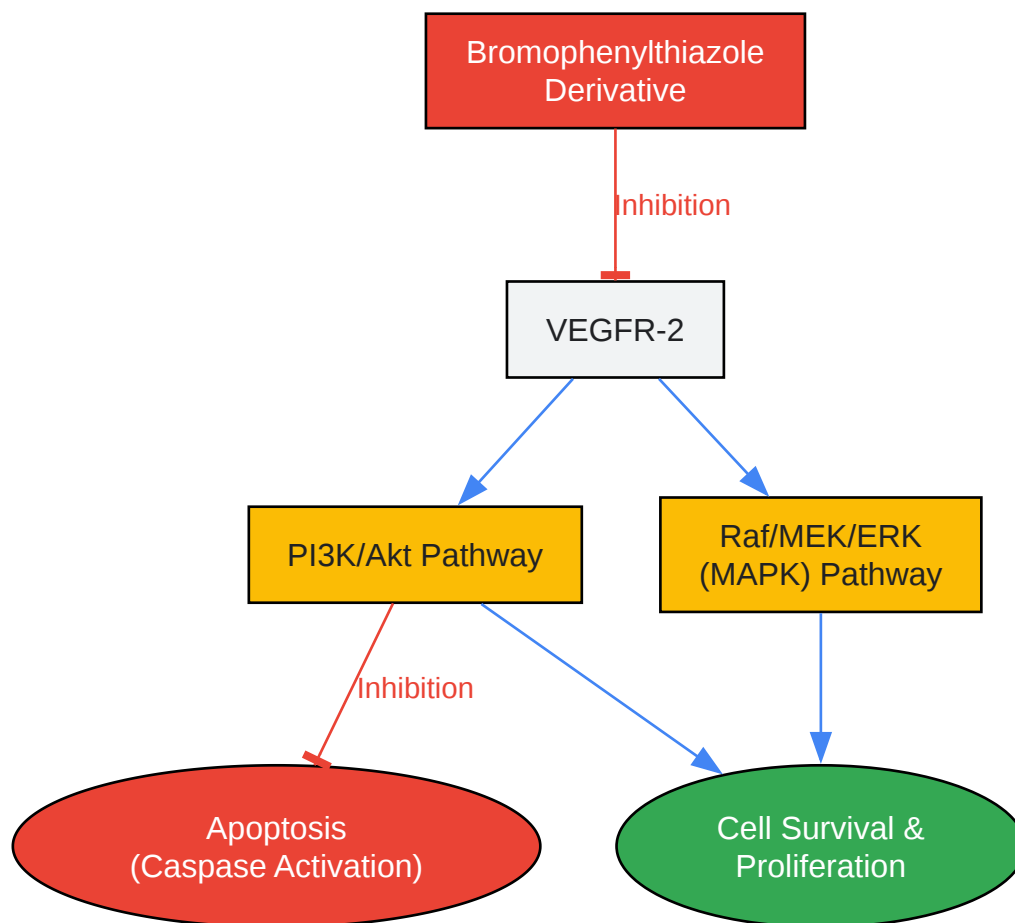 Bromophenylthiazole
Derivative
Inhibition
VEGFR-2
PI3K/Akt Pathway
Raf/MEK/ERK
(MAPK) Pathway
Inhibition
Apoptosis
(Caspase Activation)
Cell Survival &
Proliferation